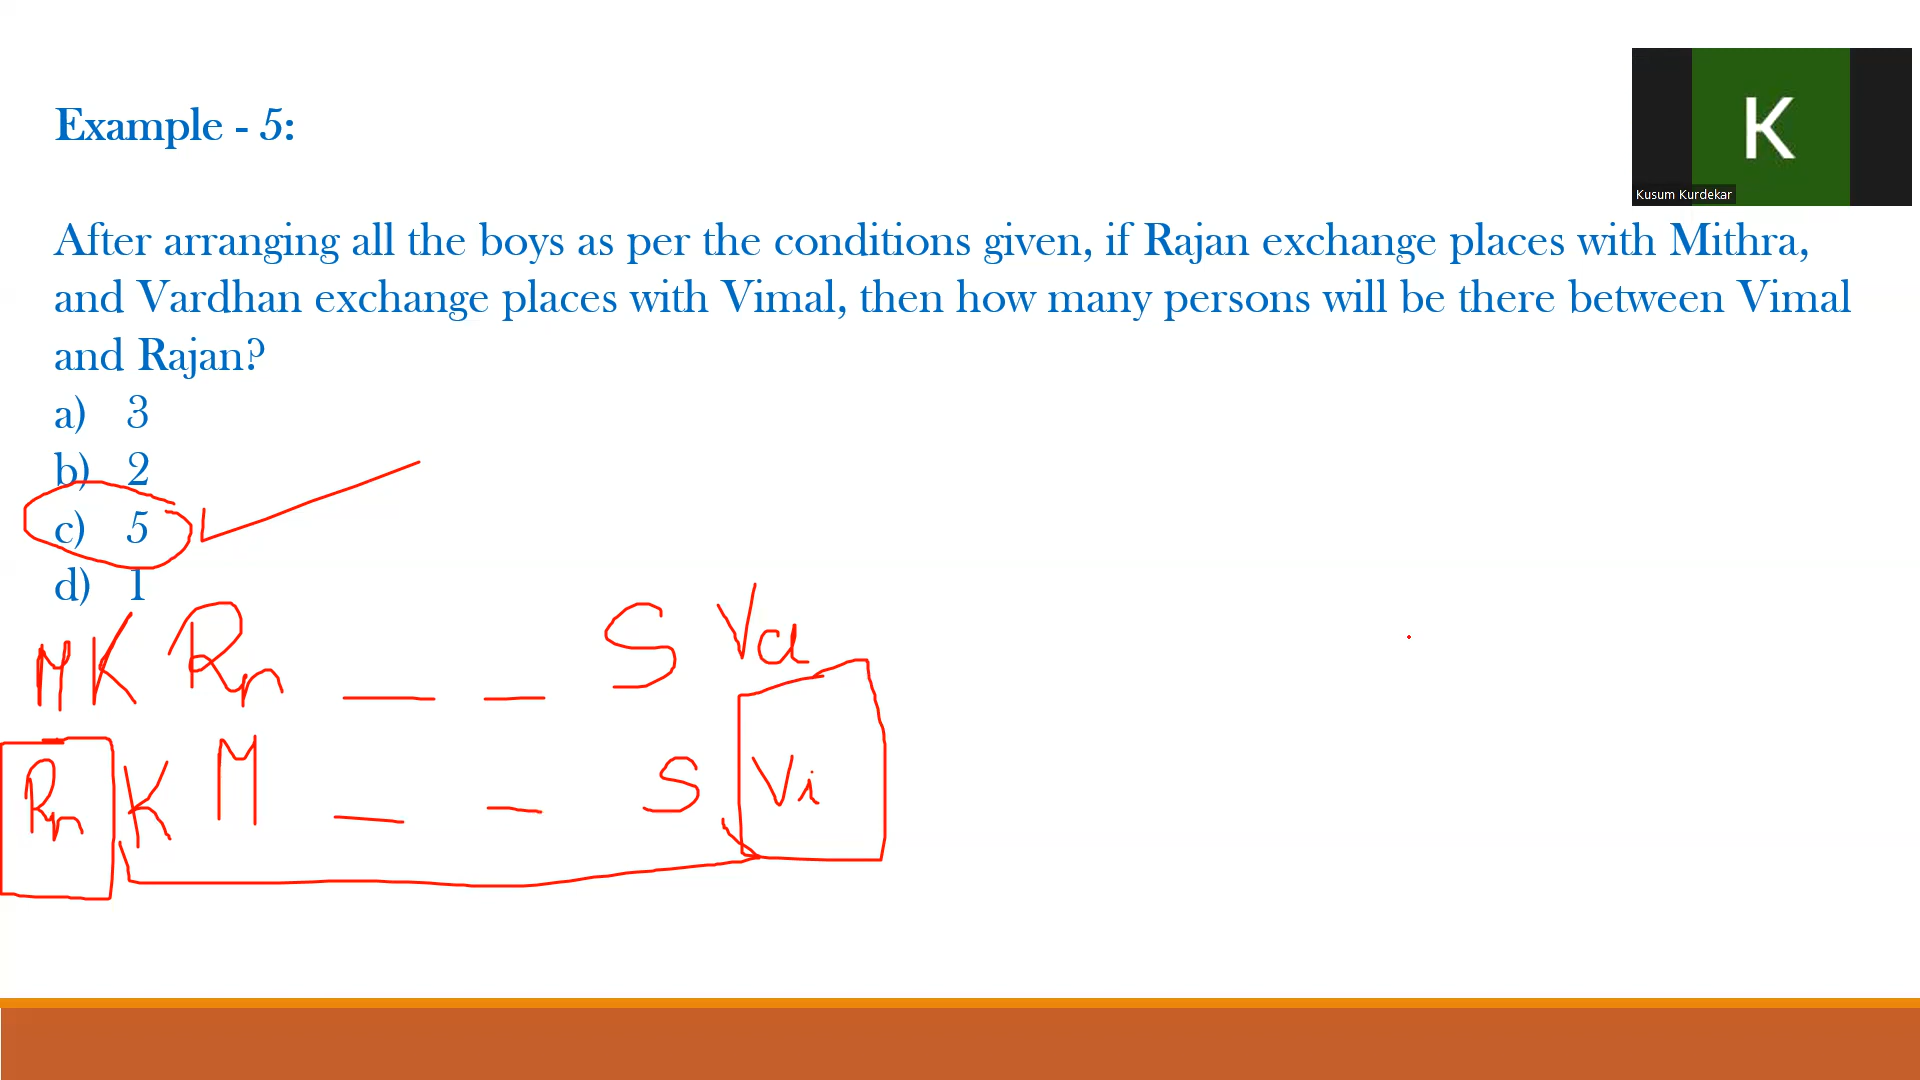 K
Kusum Kurdekar
Example - 5:
After arranging all the boys as per the conditions given, if Rajan exchange places with Mithra,
and Vardhan exchange places with Vimal, then how many persons will be there between Vimal
and Rajan?
a) 3
b) 2
c) 5
d) 1
M K Rn _ _ S Va
Rn K M _ _ S Vi